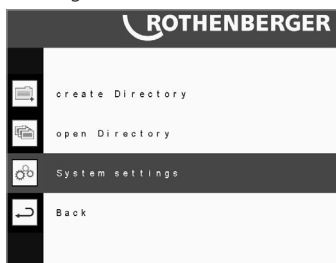 ROTHENBERGER
create Directory
open Directory
System settings
Back